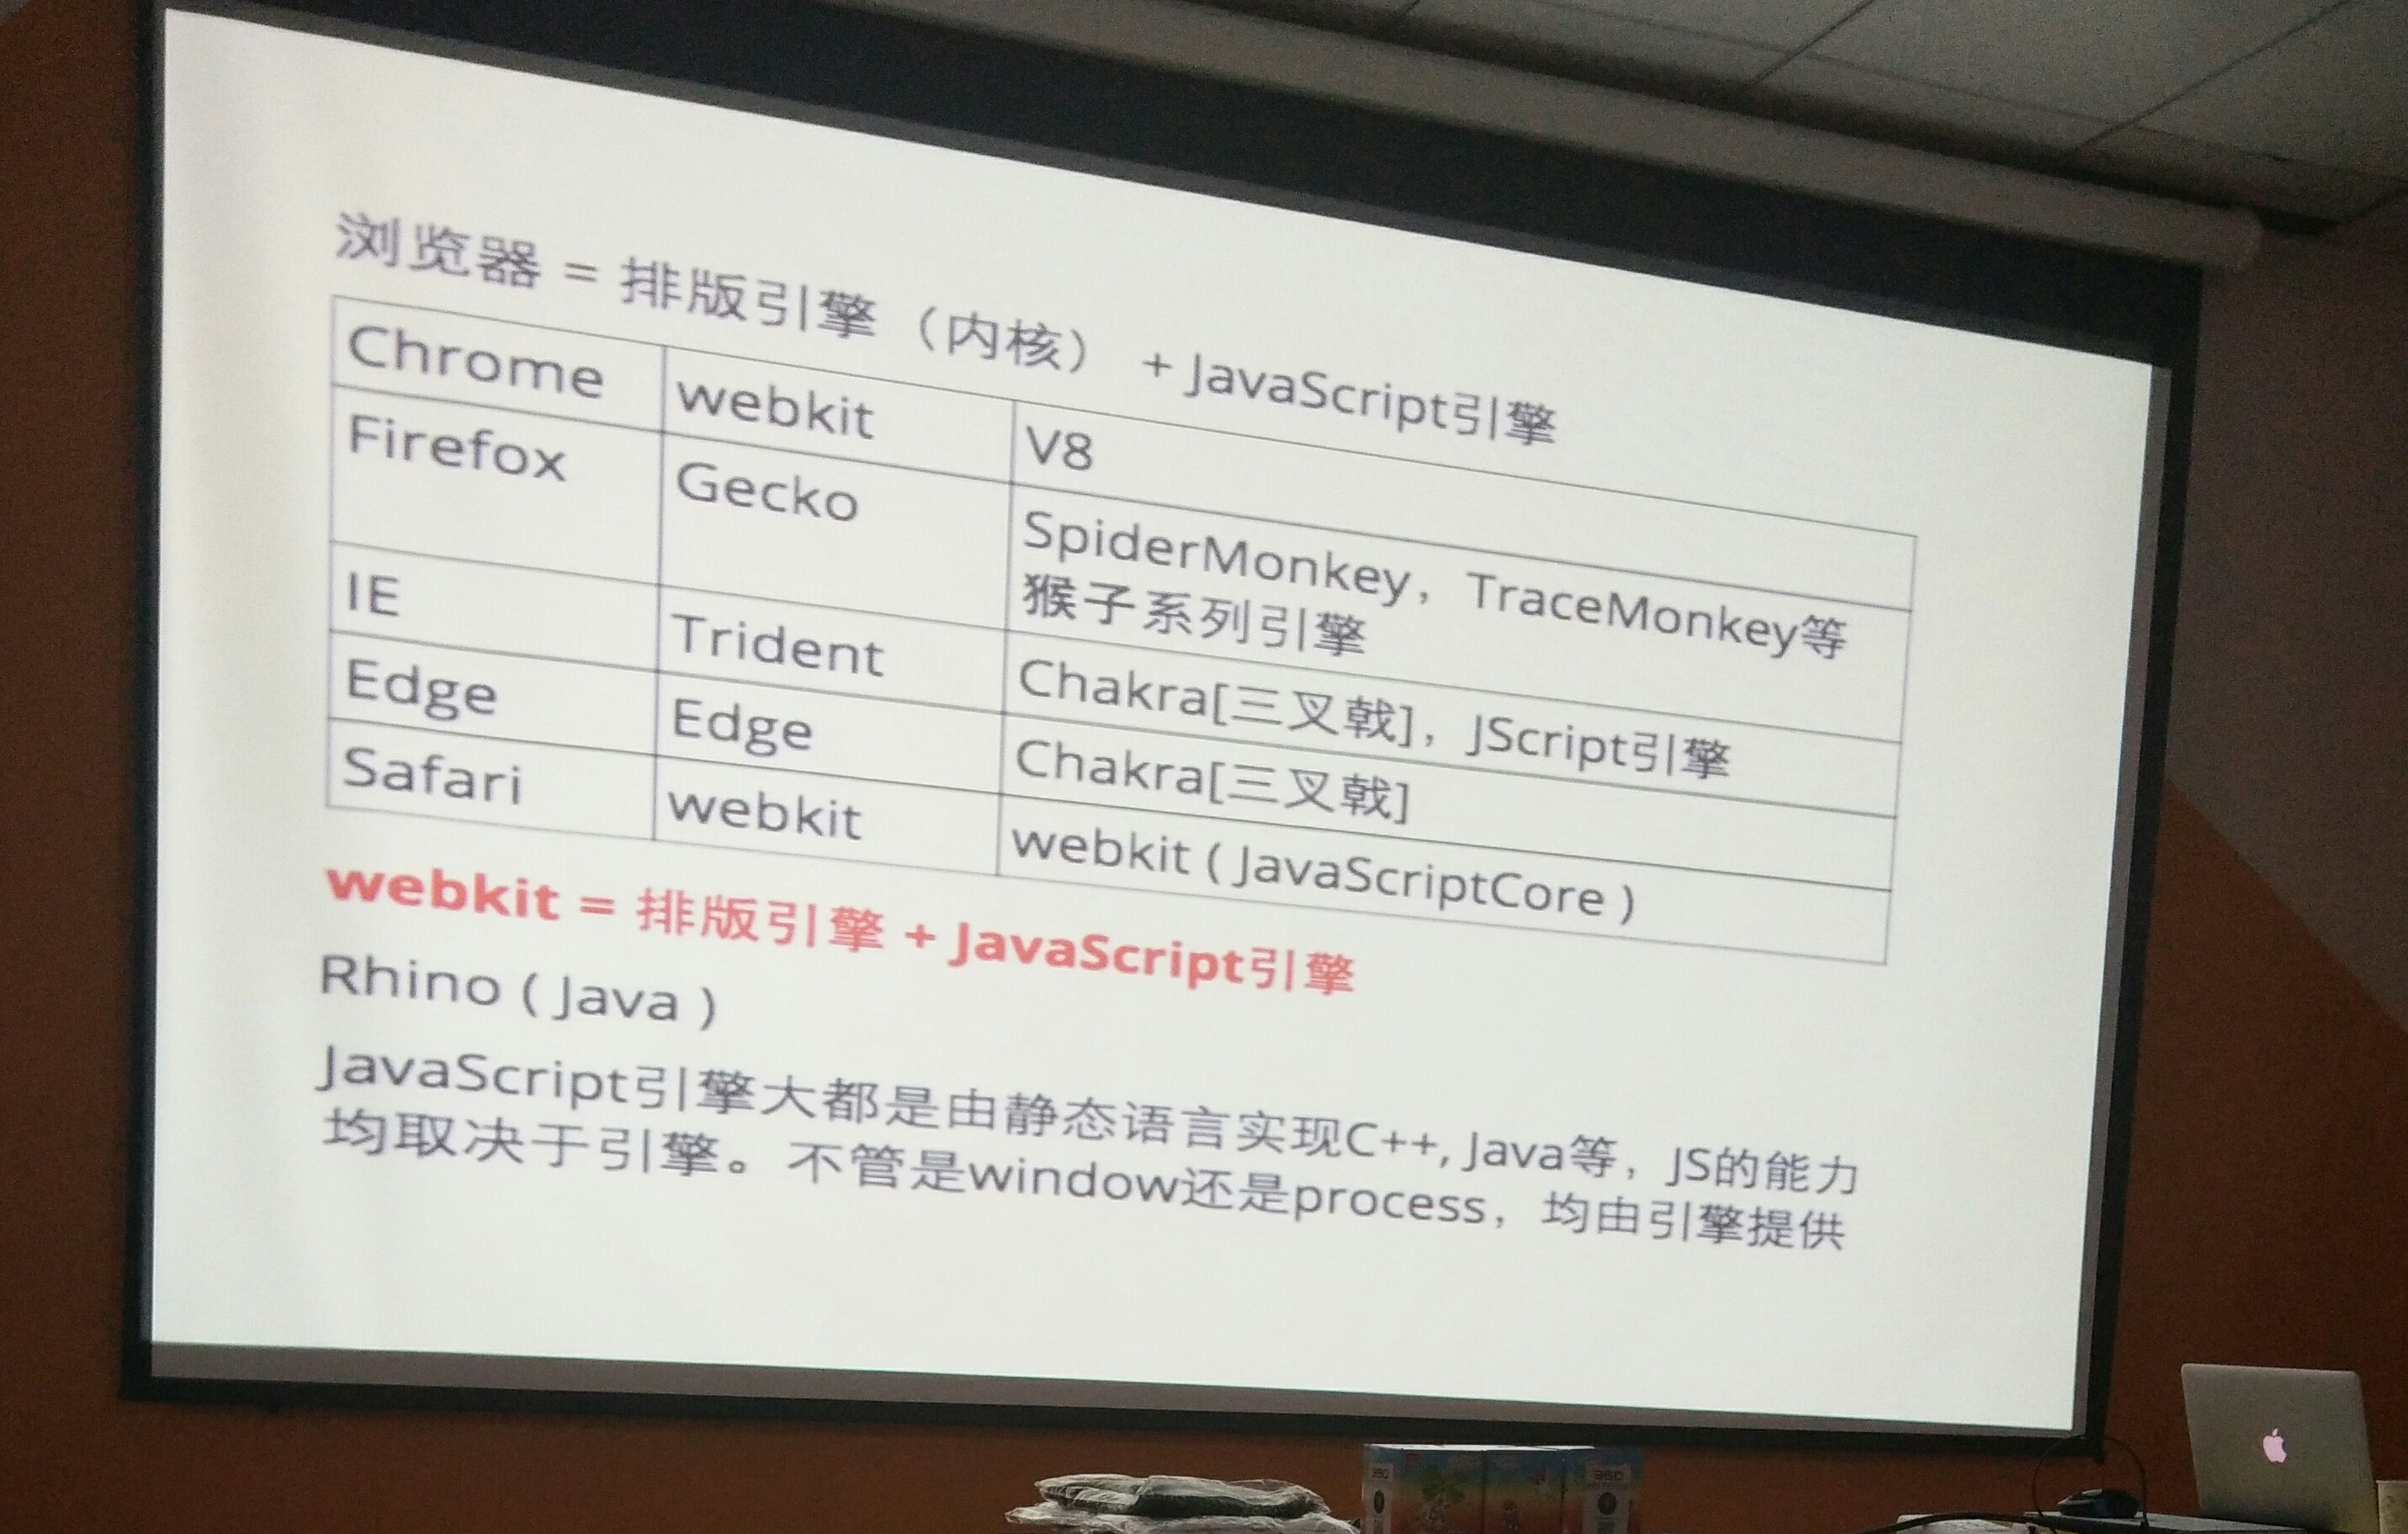 浏览器 = 排版引擎（内核） + JavaScript引擎
Chrome webkit V8
Firefox Gecko SpiderMonkey，TraceMonkey等
猴子系列引擎
IE Trident Chakra[三叉戟]，JScript引擎
Edge Edge Chakra[三叉戟]
Safari webkit webkit ( JavaScriptCore )
webkit = 排版引擎 + JavaScript引擎
Rhino ( Java )
JavaScript引擎大都是由静态语言实现C++, Java等，JS的能力
均取决于引擎。不管是window还是process，均由引擎提供
360
360